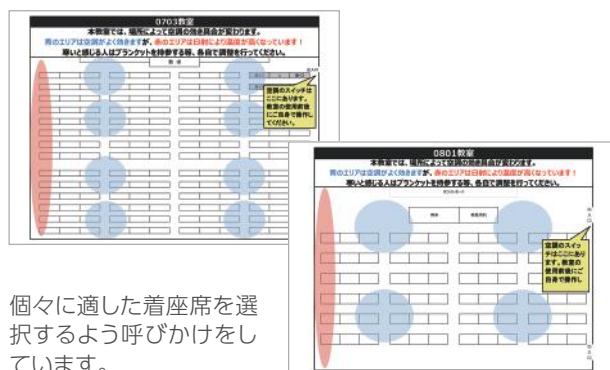 0703教室
本教室では、場所によって空調の効き具合が変わります。
青のエリアは空調がよく効きますが、赤のエリアは日射により温度が高くなっています！
寒いと感じる人はブランケットを持参する等、各自で調整を行ってください。
教卓
空調のスイッチは
ここにあります。
教室の使用前後
にご自身で操作し
てください。
0801教室
本教室では、場所によって空調の効き具合が変わります。
青のエリアは空調がよく効きますが、赤のエリアは日射により温度が高くなっています！
寒いと感じる人はブランケットを持参する等、各自で調整を行ってください。
空調のスイッ
チはここにあり
ます。教室の
使用前後にご
自身で操作し
個々に適した着座席を選
択するよう呼びかけをし
ています。